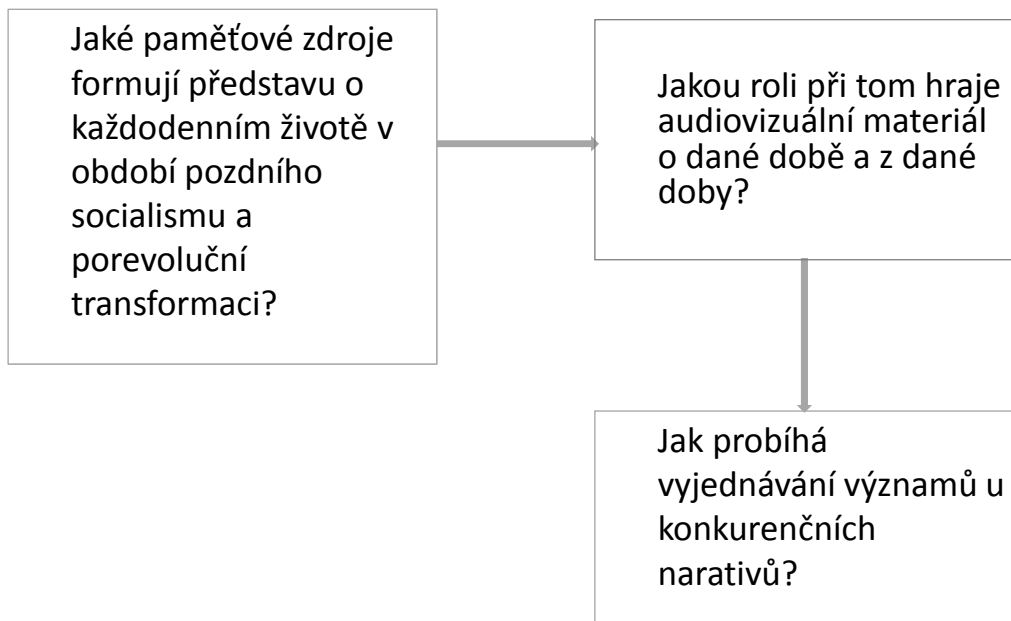 Jaké paměťové zdroje
formují představu o
každodenním životě v
období pozdního
socialismu a
porevoluční
transformaci?
Jakou roli při tom hraje
audiovizuální materiál
o dané době a z dané
doby?
Jak probíhá
vyjednávání významů u
konkurenčních
narativů?